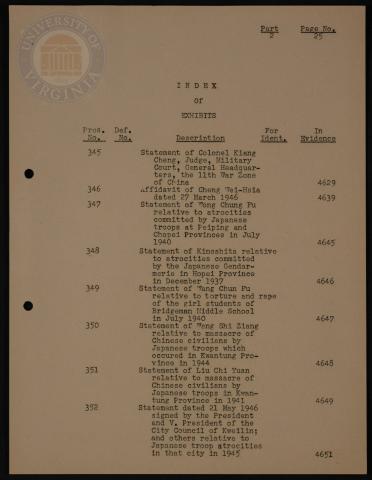 UNIVERSITY OF VIRGINIA
Part Page No.
2 25
INDEX
Of
EXHIBITS
Pros. Def. For In
No. No. Description Ident. Evidence
345 Statement of Colonel Kiang
Cheng, Judge, Military
Court, General Headquar-
ters, the 11th War Zone
of China 4629
346 Affidavit of Cheng Wei-Hsia
dated 27 March 1946 4639
347 Statement of Wong Chung Fu
relative to atrocities
committed by Japanese
troops at Peiping and
Chopei Provinces in July
1940 4645
348 Statement of Kinoshita relative
to atrocities committed
by the Japanese Gendar-
merie in Hopei Province
in December 1937 4646
349 Statement of Wang Chun Fu
relative to torture and rape
of the girl students of
Bridgeman Middle School
in July 1940 4647
350 Statement of Weng Shi Ziang
relative to massacre of
Chinese civilians by
Japanese troops which
occured in Kwantung Pro-
vince in 1944 4648
351 Statement of Liu Chi Yuan
relative to massacre of
Chinese civilians by
Japanese troops in Kwan-
tung Province in 1941 4649
352 Statement dated 21 May 1946
signed by the President
and V. President of the
City Council of Kweilin;
and others relative to
Japanese troop atrocities
in that city in 1945 4651